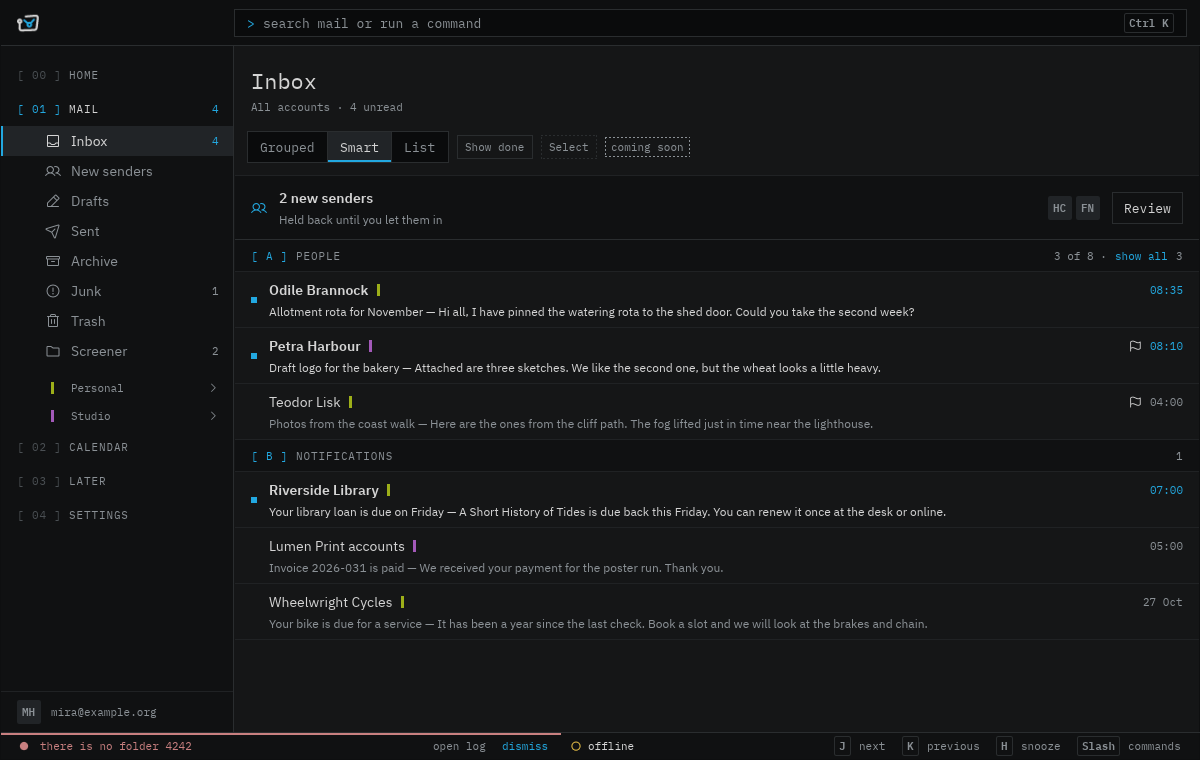 > search mail or run a command Ctrl K
[ 00 ] HOME
[ 01 ] MAIL 4
Inbox 4
New senders
Drafts
Sent
Archive
Junk 1
Trash
Screener 2
Personal
Studio
[ 02 ] CALENDAR
[ 03 ] LATER
[ 04 ] SETTINGS
MH mira@example.org
Inbox
All accounts · 4 unread
Grouped Smart List Show done Select coming soon
2 new senders
Held back until you let them in
HC FN Review
[ A ] PEOPLE 3 of 8 · show all 3
Odile Brannock 08:35
Allotment rota for November — Hi all, I have pinned the watering rota to the shed door. Could you take the second week?
Petra Harbour 08:10
Draft logo for the bakery — Attached are three sketches. We like the second one, but the wheat looks a little heavy.
Teodor Lisk 04:00
Photos from the coast walk — Here are the ones from the cliff path. The fog lifted just in time near the lighthouse.
[ B ] NOTIFICATIONS 1
Riverside Library 07:00
Your library loan is due on Friday — A Short History of Tides is due back this Friday. You can renew it once at the desk or online.
Lumen Print accounts 05:00
Invoice 2026-031 is paid — We received your payment for the poster run. Thank you.
Wheelwright Cycles 27 Oct
Your bike is due for a service — It has been a year since the last check. Book a slot and we will look at the brakes and chain.
there is no folder 4242 open log dismiss offline J next K previous H snooze Slash commands